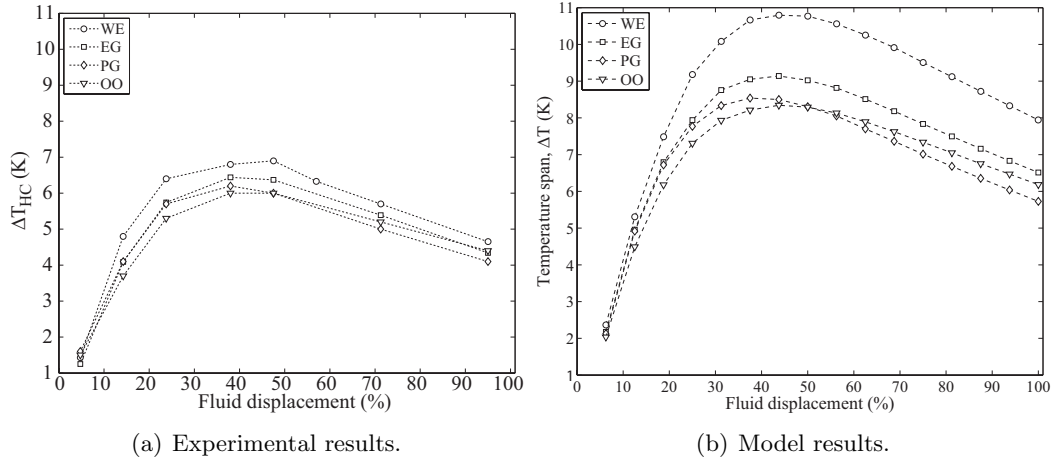 11
10
9
8
7
6
5
4
3
2
1
ΔT_HC (K)
WE
EG
PG
OO
0 10 20 30 40 50 60 70 80 90 100
Fluid displacement (%)
(a) Experimental results.
11
10
9
8
7
6
5
4
3
2
1
Temperature span, ΔT (K)
WE
EG
PG
OO
0 10 20 30 40 50 60 70 80 90 100
Fluid displacement (%)
(b) Model results.